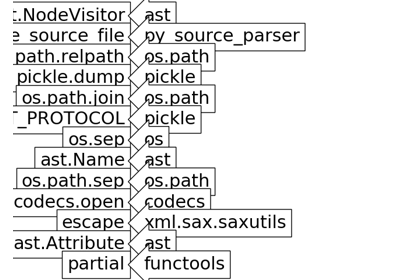 t.NodeVisitor ast
e_source_file py_source_parser
path.relpath os.path
pickle.dump pickle
os.path.join os.path
T_PROTOCOL pickle
os.sep os
ast.Name ast
os.path.sep os.path
codecs.open codecs
escape xml.sax.saxutils
ast.Attribute ast
partial functools